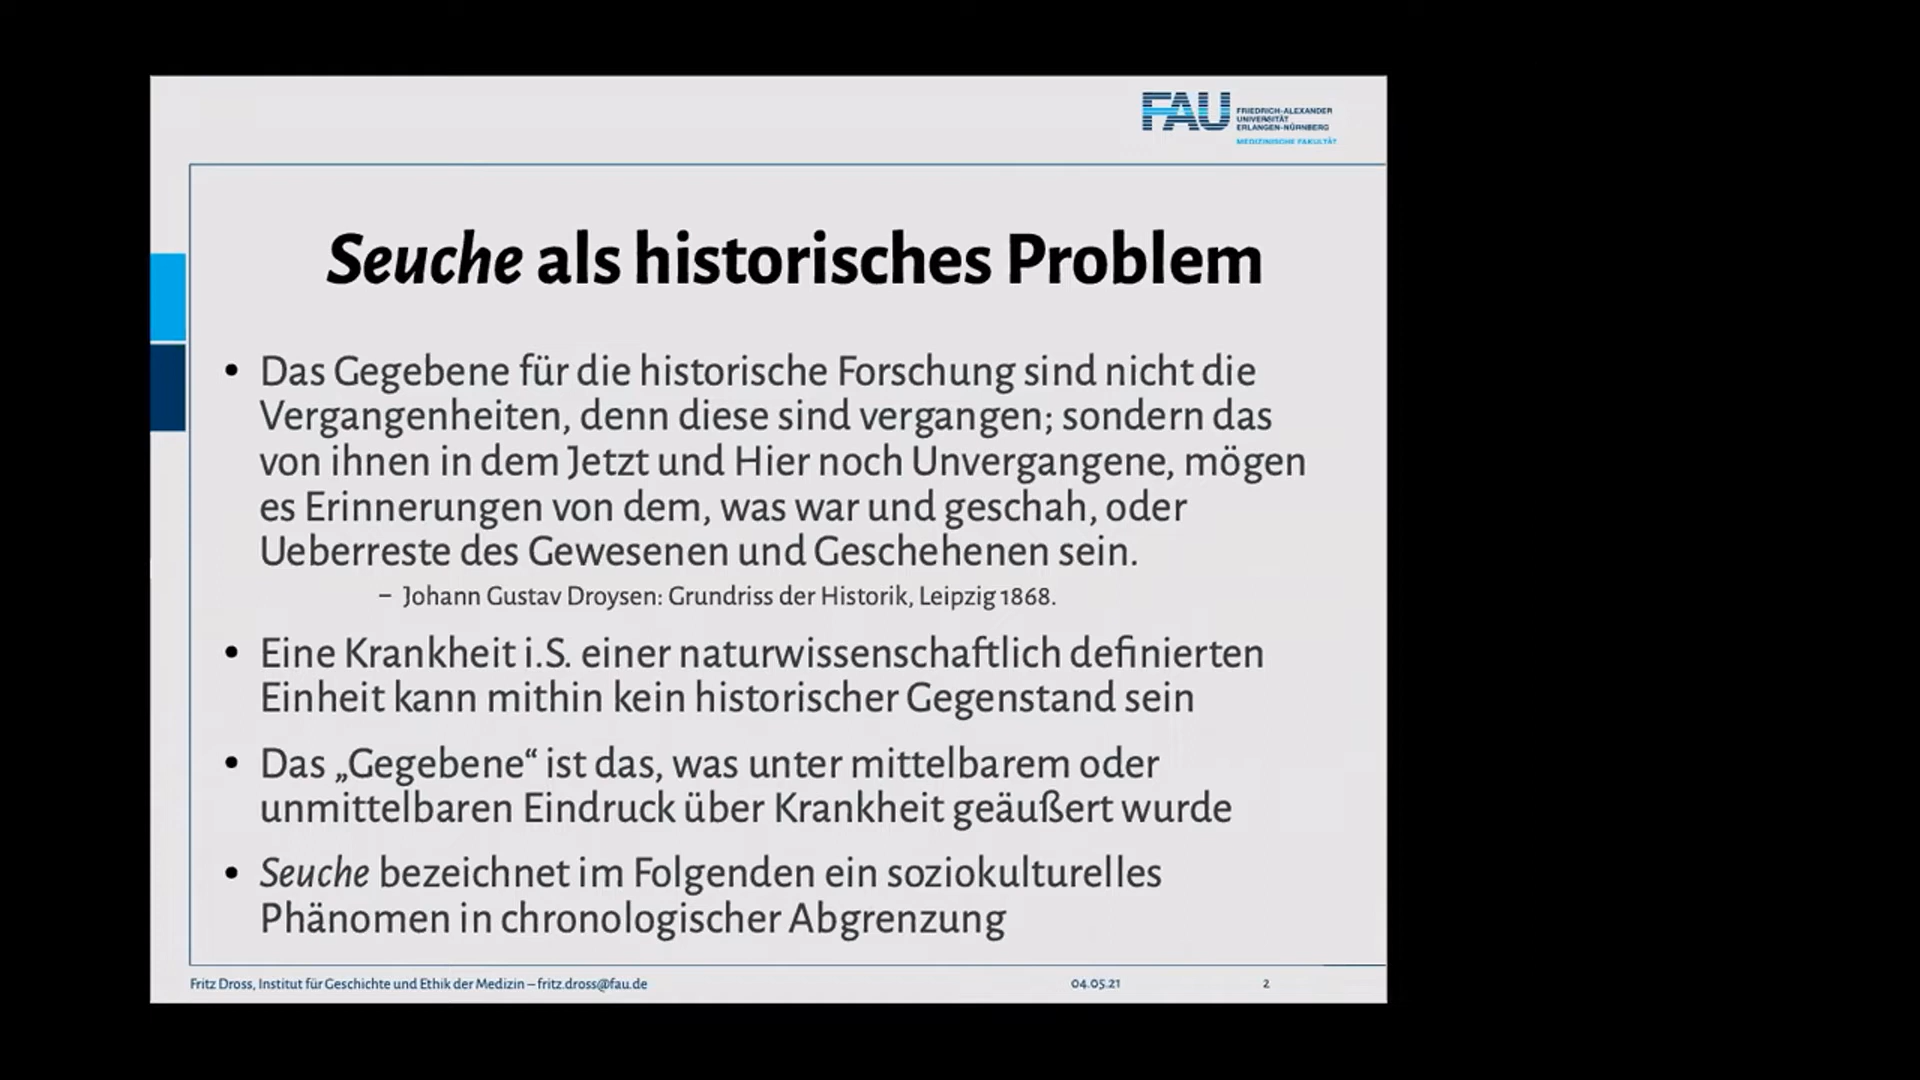 FAU
FRIEDRICH-ALEXANDER
UNIVERSITÄT
ERLANGEN-NÜRNBERG
MEDIZINISCHE FAKULTÄT
Seuche als historisches Problem
• Das Gegebene für die historische Forschung sind nicht die
Vergangenheiten, denn diese sind vergangen; sondern das
von ihnen in dem Jetzt und Hier noch Unvergangene, mögen
es Erinnerungen von dem, was war und geschah, oder
Ueberreste des Gewesenen und Geschehenen sein.
– Johann Gustav Droysen: Grundriss der Historik, Leipzig 1868.
• Eine Krankheit i.S. einer naturwissenschaftlich definierten
Einheit kann mithin kein historischer Gegenstand sein
• Das „Gegebene“ ist das, was unter mittelbarem oder
unmittelbaren Eindruck über Krankheit geäußert wurde
• Seuche bezeichnet im Folgenden ein soziokulturelles
Phänomen in chronologischer Abgrenzung
Fritz Dross, Institut für Geschichte und Ethik der Medizin – fritz.dross@fau.de
04.05.21
2